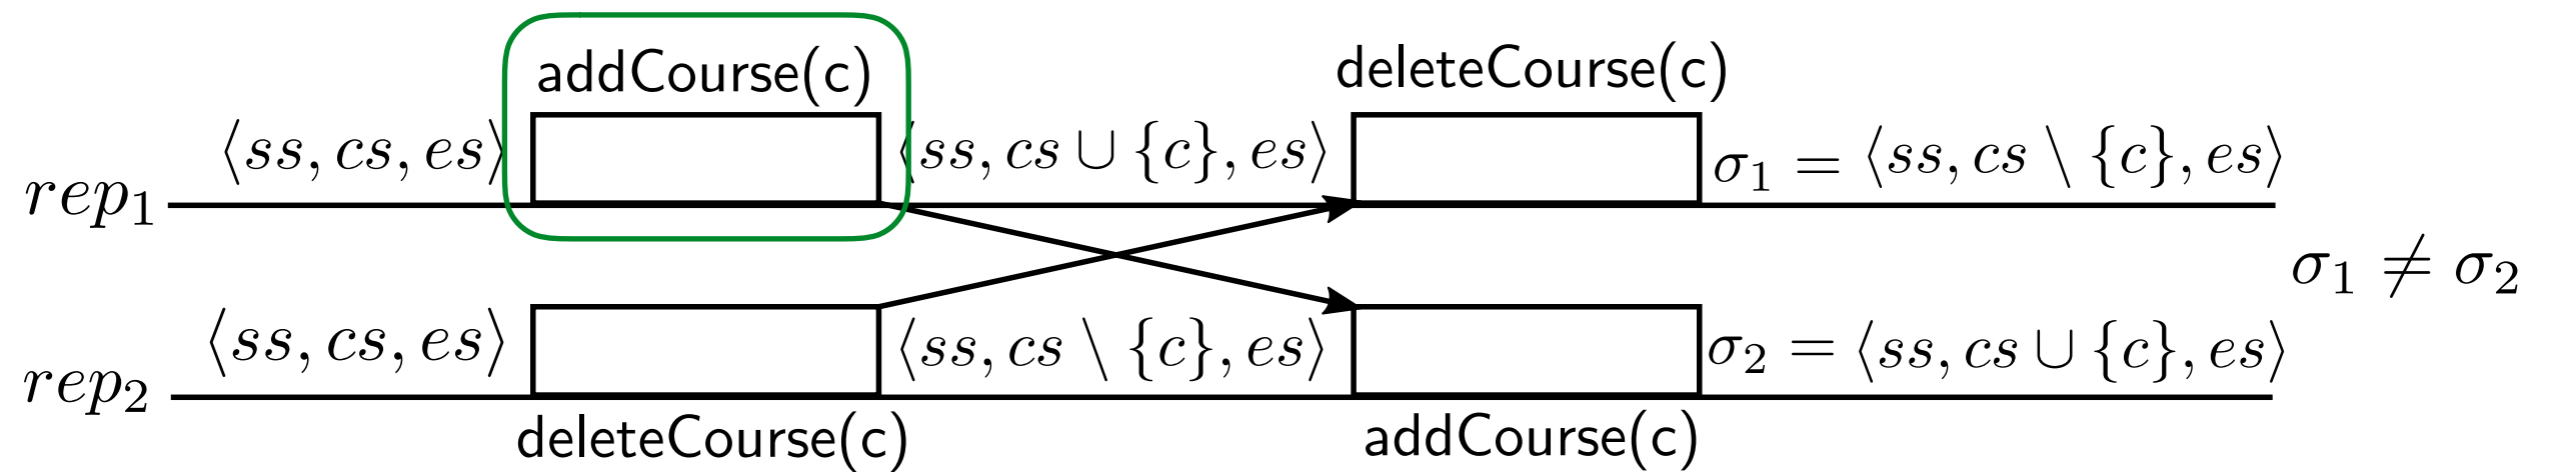 addCourse(c) deleteCourse(c)
⟨ss, cs, es⟩ ⟨ss, cs ∪ {c}, es⟩ σ₁ = ⟨ss, cs \ {c}, es⟩
rep₁
σ₁ ≠ σ₂
⟨ss, cs, es⟩ ⟨ss, cs \ {c}, es⟩ σ₂ = ⟨ss, cs ∪ {c}, es⟩
rep₂
deleteCourse(c) addCourse(c)